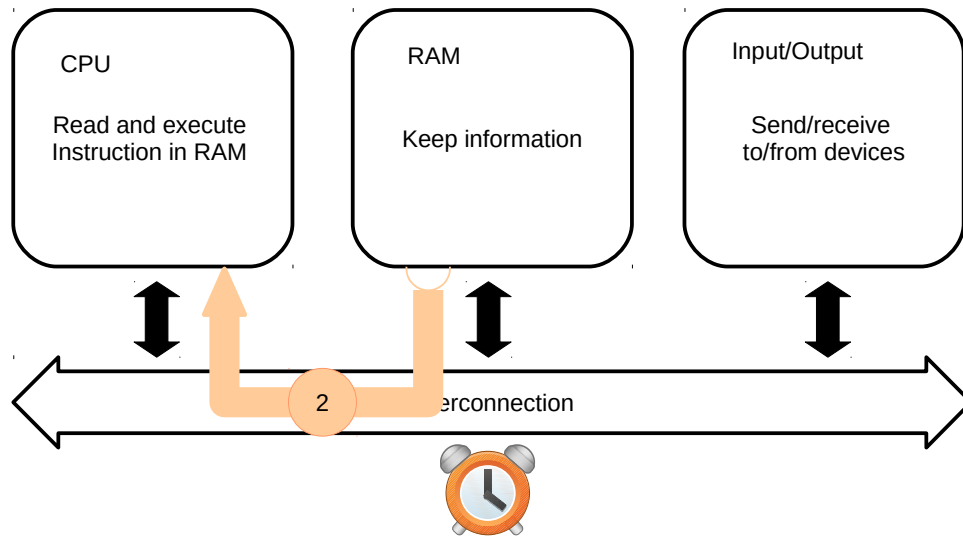 CPU
Read and execute
Instruction in RAM
RAM
Keep information
Input/Output
Send/receive
to/from devices
2
erconnection